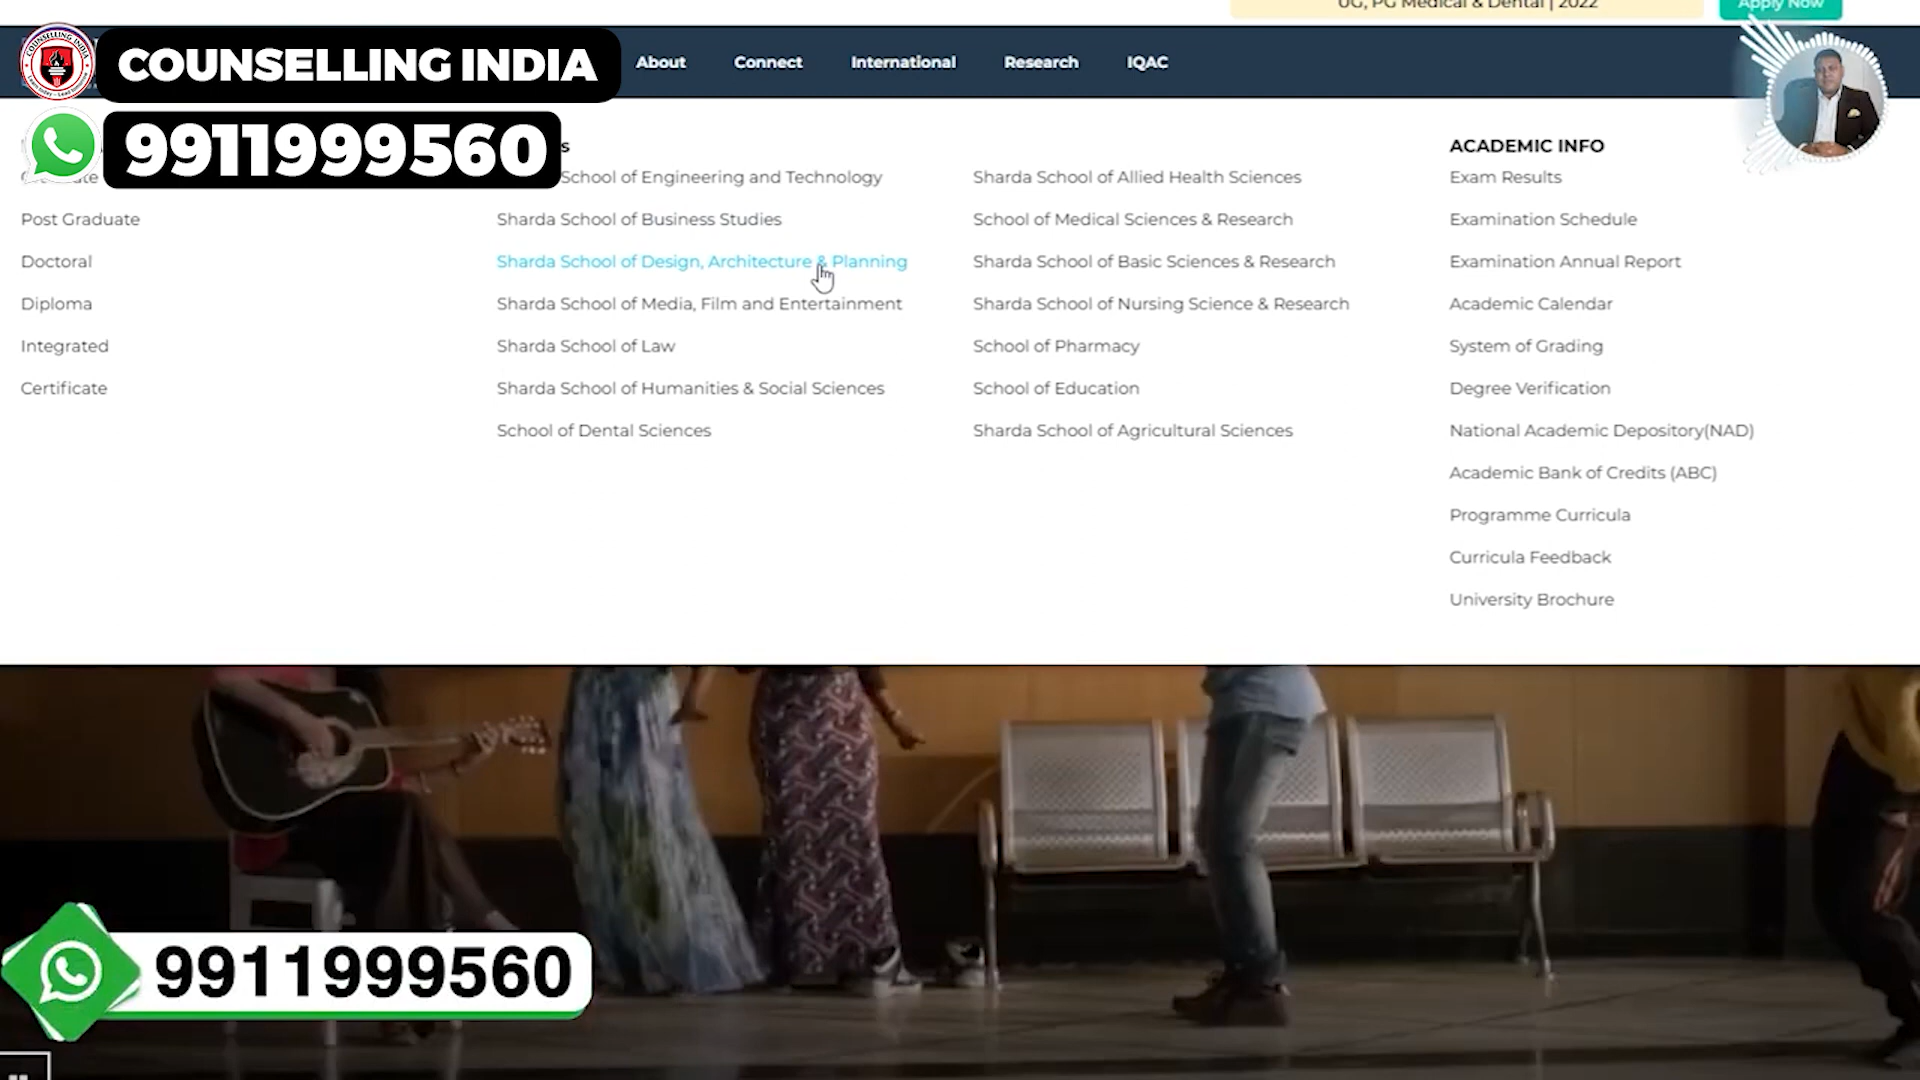 UG, PG Medical & Dental | 2022
Apply Now
COUNSELLING INDIA
About
Connect
International
Research
IQAC
9911999560
ACADEMIC INFO
School of Engineering and Technology
Sharda School of Allied Health Sciences
Exam Results
Post Graduate
Sharda School of Business Studies
School of Medical Sciences & Research
Examination Schedule
Doctoral
Sharda School of Design, Architecture & Planning
Sharda School of Basic Sciences & Research
Examination Annual Report
Diploma
Sharda School of Media, Film and Entertainment
Sharda School of Nursing Science & Research
Academic Calendar
Integrated
Sharda School of Law
School of Pharmacy
System of Grading
Certificate
Sharda School of Humanities & Social Sciences
School of Education
Degree Verification
School of Dental Sciences
Sharda School of Agricultural Sciences
National Academic Depository(NAD)
Academic Bank of Credits (ABC)
Programme Curricula
Curricula Feedback
University Brochure
9911999560